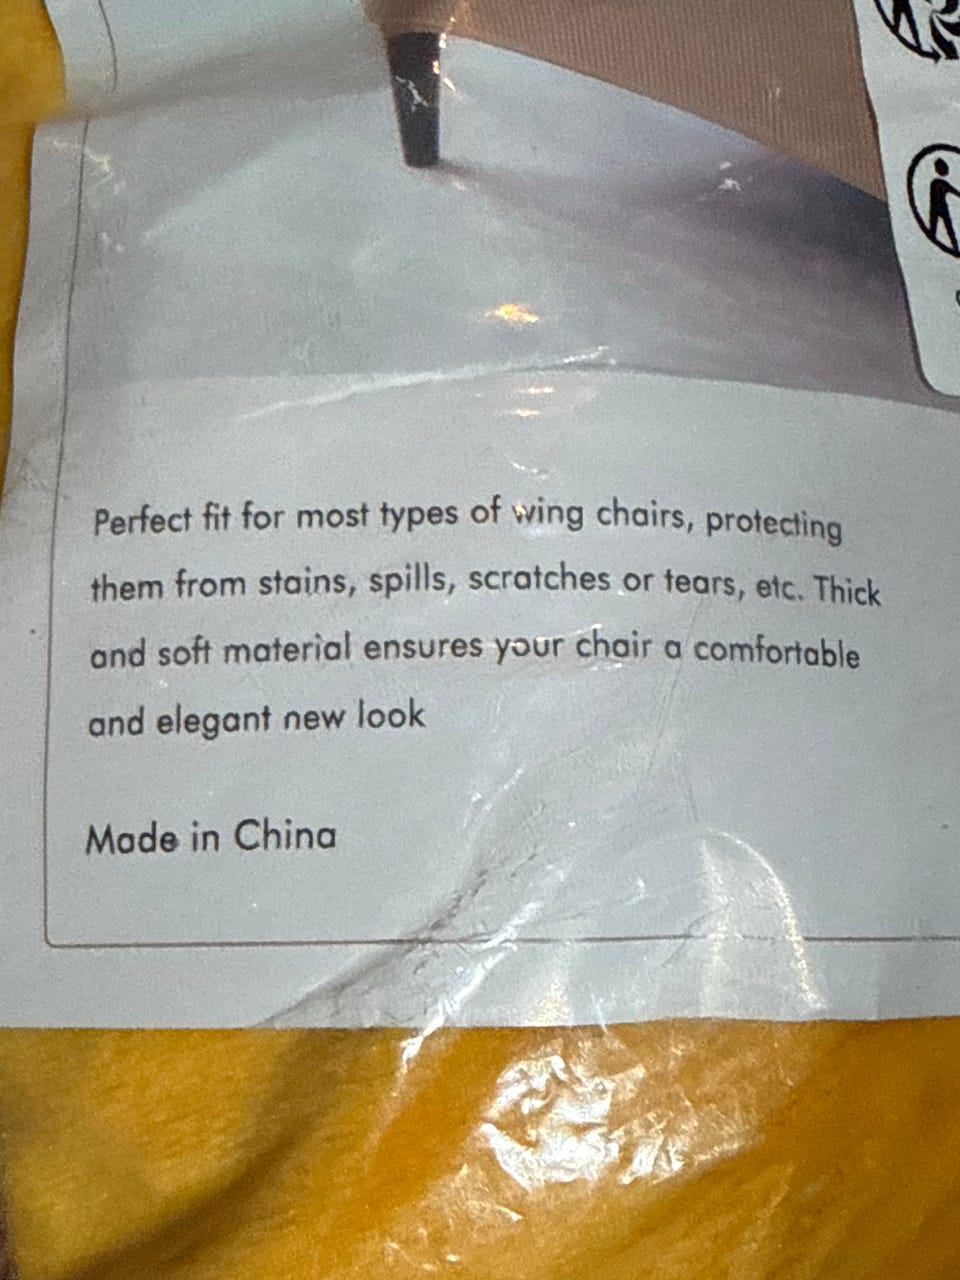 Perfect fit for most types of wing chairs, protecting
them from stains, spills, scratches or tears, etc. Thick
and soft material ensures your chair a comfortable
and elegant new look
Made in China